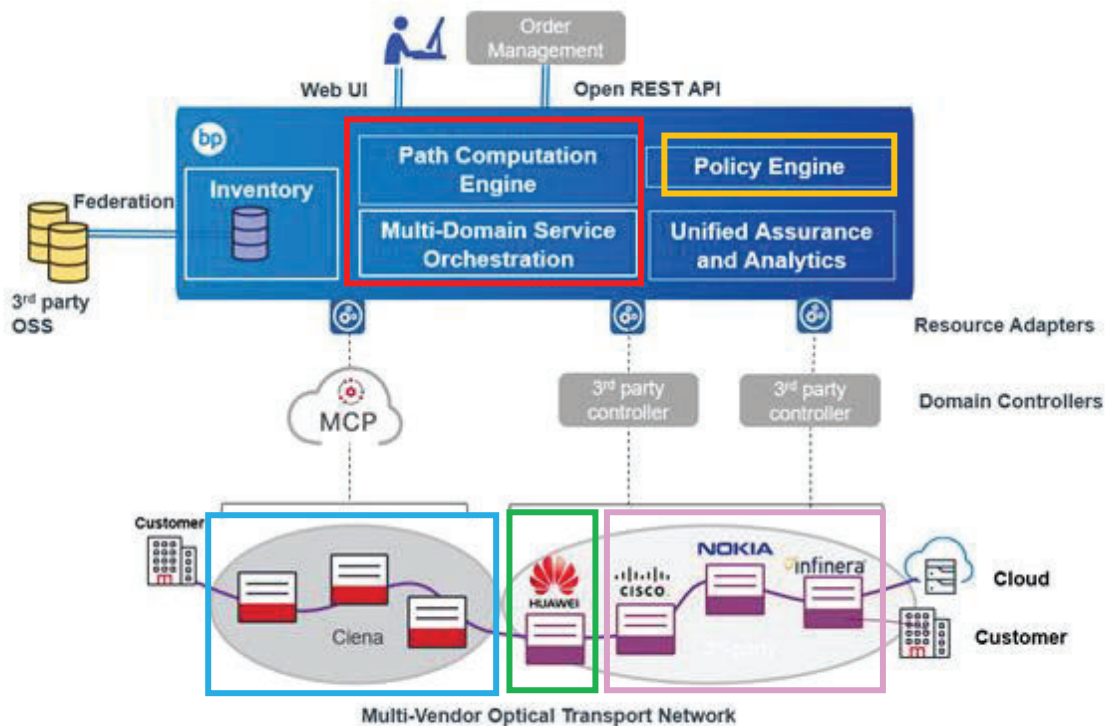 Order
Management
Web UI
Open REST API
bp
Path Computation
Engine
Policy Engine
Inventory
Federation
Multi-Domain Service
Orchestration
Unified Assurance
and Analytics
3rd party
OSS
Resource Adapters
MCP
3rd party
controller
3rd party
controller
Domain Controllers
Customer
HUAWEI
CISCO.
NOKIA
infinera
Ciena
Cloud
Customer
Multi-Vendor Optical Transport Network